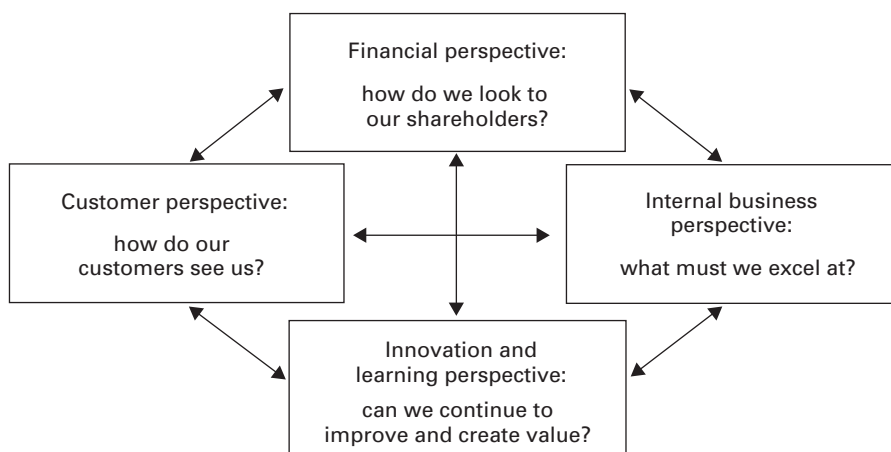 Financial perspective:
how do we look to
our shareholders?
Customer perspective:
how do our
customers see us?
Internal business
perspective:
what must we excel at?
Innovation and
learning perspective:
can we continue to
improve and create value?